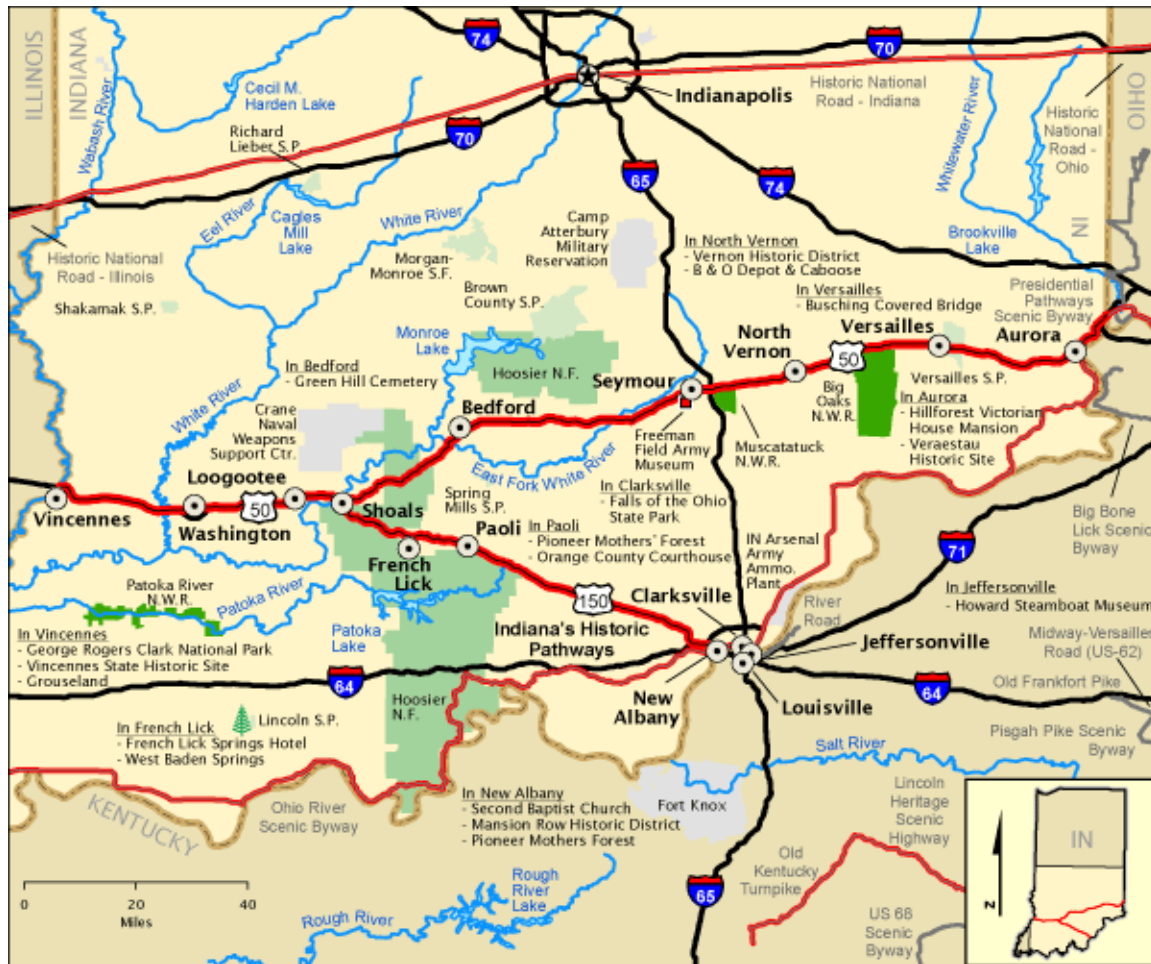 ILLINOIS
INDIANA
Wabash River
74
Cecil M.
Harden Lake
Richard
Lieber S.P.
70
Indianapolis
70
Historic National
Road - Indiana
Whitewater River
Historic
National
Road -
Ohio
OHIO
IN
65
74
Eel River
Cagles
Mill
Lake
White River
Camp
Atterbury
Military
Reservation
Brookville
Lake
Historic National
Road - Illinois
Shakamak S.P.
Morgan-
Monroe S.F.
Brown
County S.P.
In North Vernon
- Vernon Historic District
- B & O Depot & Caboose
In Versailles
- Busching Covered Bridge
Presidential
Pathways
Scenic Byway
Monroe
Lake
Hoosier N.F.
North
Vernon
50
Versailles
Aurora
In Bedford
- Green Hill Cemetery
Seymour
Big
Oaks
N.W.R.
Versailles S.P.
In Aurora
- Hillforest Victorian
House Mansion
- Veraestau
Historic Site
White River
Crane
Naval
Weapons
Support Ctr.
Bedford
Freeman
Field Army
Museum
Muscatatuck
N.W.R.
East Fork White River
Loogootee
50
Vincennes
Washington
Shoals
Spring
Mills S.P.
In Clarksville
- Falls of the Ohio
State Park
Paoli
In Paoli
- Pioneer Mothers' Forest
- Orange County Courthouse
French
Lick
IN Arsenal
Army
Ammo.
Plant
71
Big Bone
Lick Scenic
Byway
Patoka River
N.W.R.
Patoka River
150
Clarksville
River
Road
In Jeffersonville
- Howard Steamboat Museum
In Vincennes
- George Rogers Clark National Park
- Vincennes State Historic Site
- Grouseland
Patoka
Lake
Indiana's Historic
Pathways
Jeffersonville
Midway-Versailles
Road (US-62)
64
Hoosier
N.F.
New
Albany
Louisville
64
Old Frankfort Pike
Pisgah Pike Scenic
Byway
Lincoln S.P.
In French Lick
- French Lick Springs Hotel
- West Baden Springs
Salt River
KENTUCKY
Ohio River
Scenic Byway
In New Albany
- Second Baptist Church
- Mansion Row Historic District
- Pioneer Mothers Forest
Fort Knox
Lincoln
Heritage
Scenic
Highway
Old
Kentucky
Turnpike
65
Rough
River
Lake
Rough River
US 68
Scenic
Byway
0 20 40
Miles
N
IN